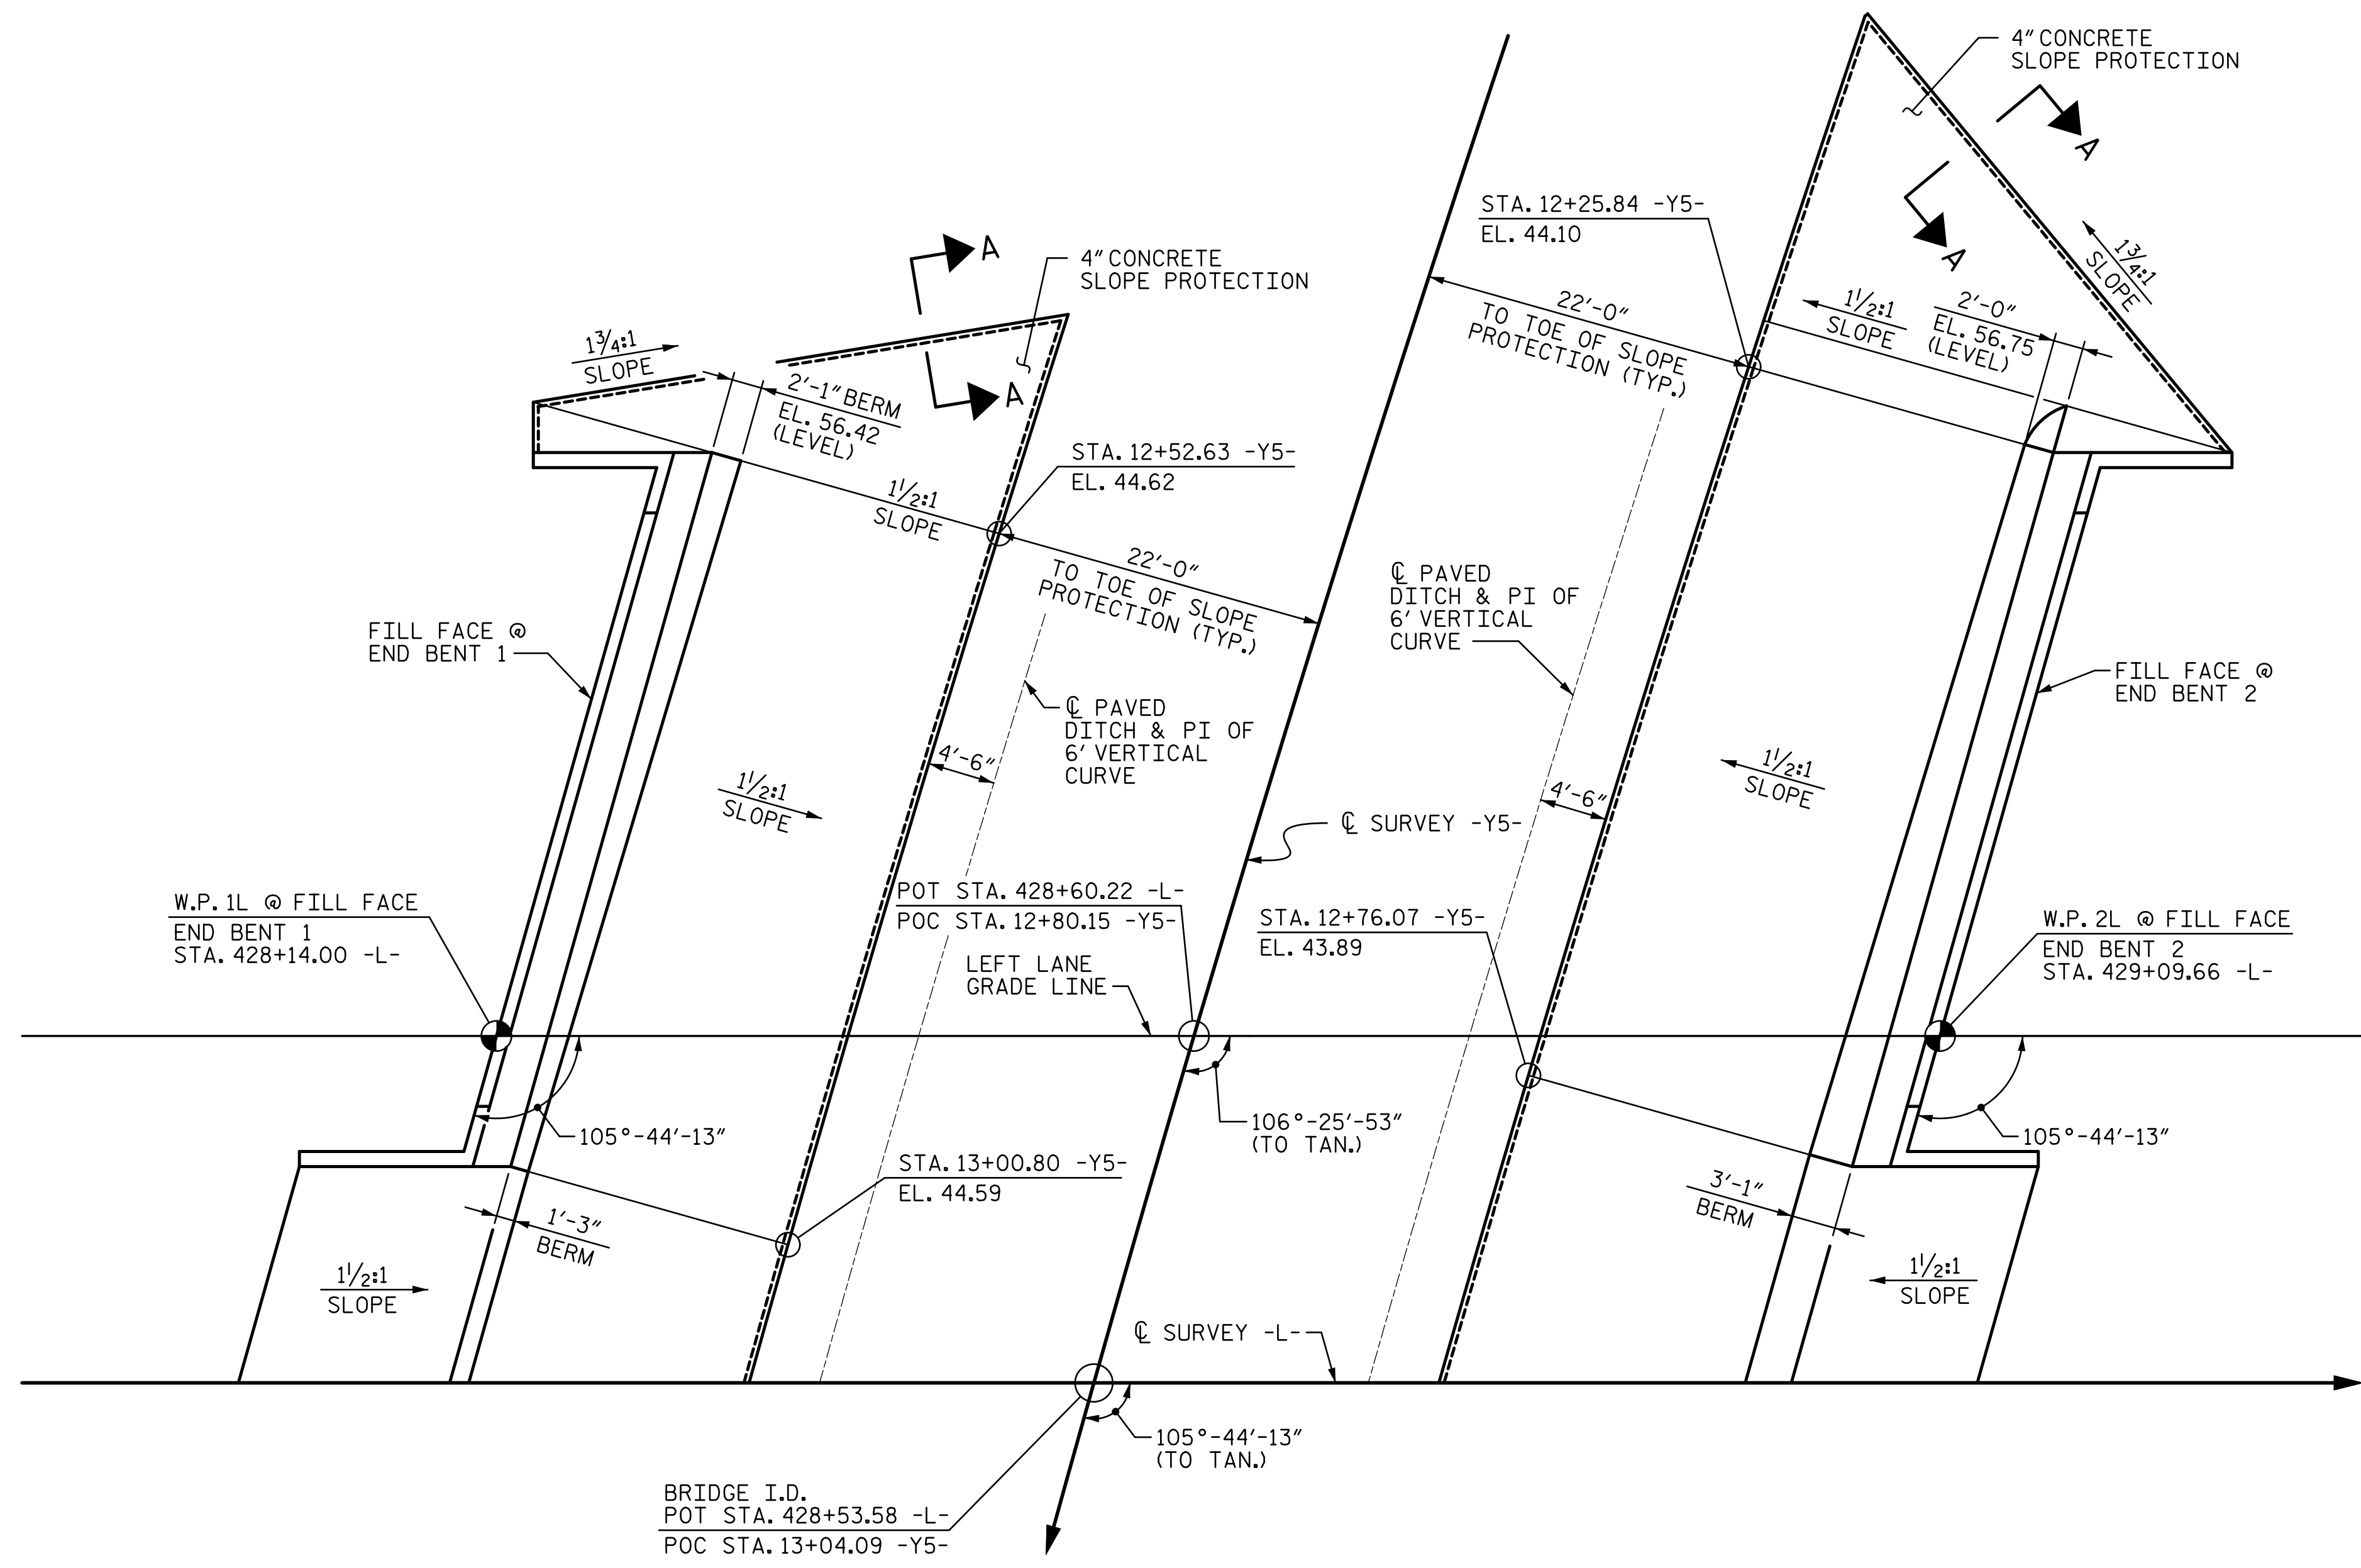 4" CONCRETE
SLOPE PROTECTION
A
A
1¾:1
SLOPE
STA. 12+25.84 -Y5-
EL. 44.10
22'-0"
TO TOE OF SLOPE
PROTECTION (TYP.)
1½:1
SLOPE
2'-0"
EL. 56.75
(LEVEL)
A
A
4" CONCRETE
SLOPE PROTECTION
1¾:1
SLOPE
2'-1" BERM
EL. 56.42
(LEVEL)
STA. 12+52.63 -Y5-
EL. 44.62
1½:1
SLOPE
22'-0"
TO TOE OF SLOPE
PROTECTION (TYP.)
℄ PAVED
DITCH & PI OF
6' VERTICAL
CURVE
FILL FACE @
END BENT 1
FILL FACE @
END BENT 2
℄ PAVED
DITCH & PI OF
6' VERTICAL
CURVE
4'-6"
1½:1
SLOPE
1½:1
SLOPE
4'-6"
℄ SURVEY -Y5-
W.P. 1L @ FILL FACE
END BENT 1
STA. 428+14.00 -L-
POT STA. 428+60.22 -L-
POC STA. 12+80.15 -Y5-
STA. 12+76.07 -Y5-
EL. 43.89
W.P. 2L @ FILL FACE
END BENT 2
STA. 429+09.66 -L-
LEFT LANE
GRADE LINE
105°-44'-13"
106°-25'-53"
(TO TAN.)
105°-44'-13"
STA. 13+00.80 -Y5-
EL. 44.59
1'-3"
BERM
3'-1"
BERM
1½:1
SLOPE
1½:1
SLOPE
℄ SURVEY -L-
105°-44'-13"
(TO TAN.)
BRIDGE I.D.
POT STA. 428+53.58 -L-
POC STA. 13+04.09 -Y5-